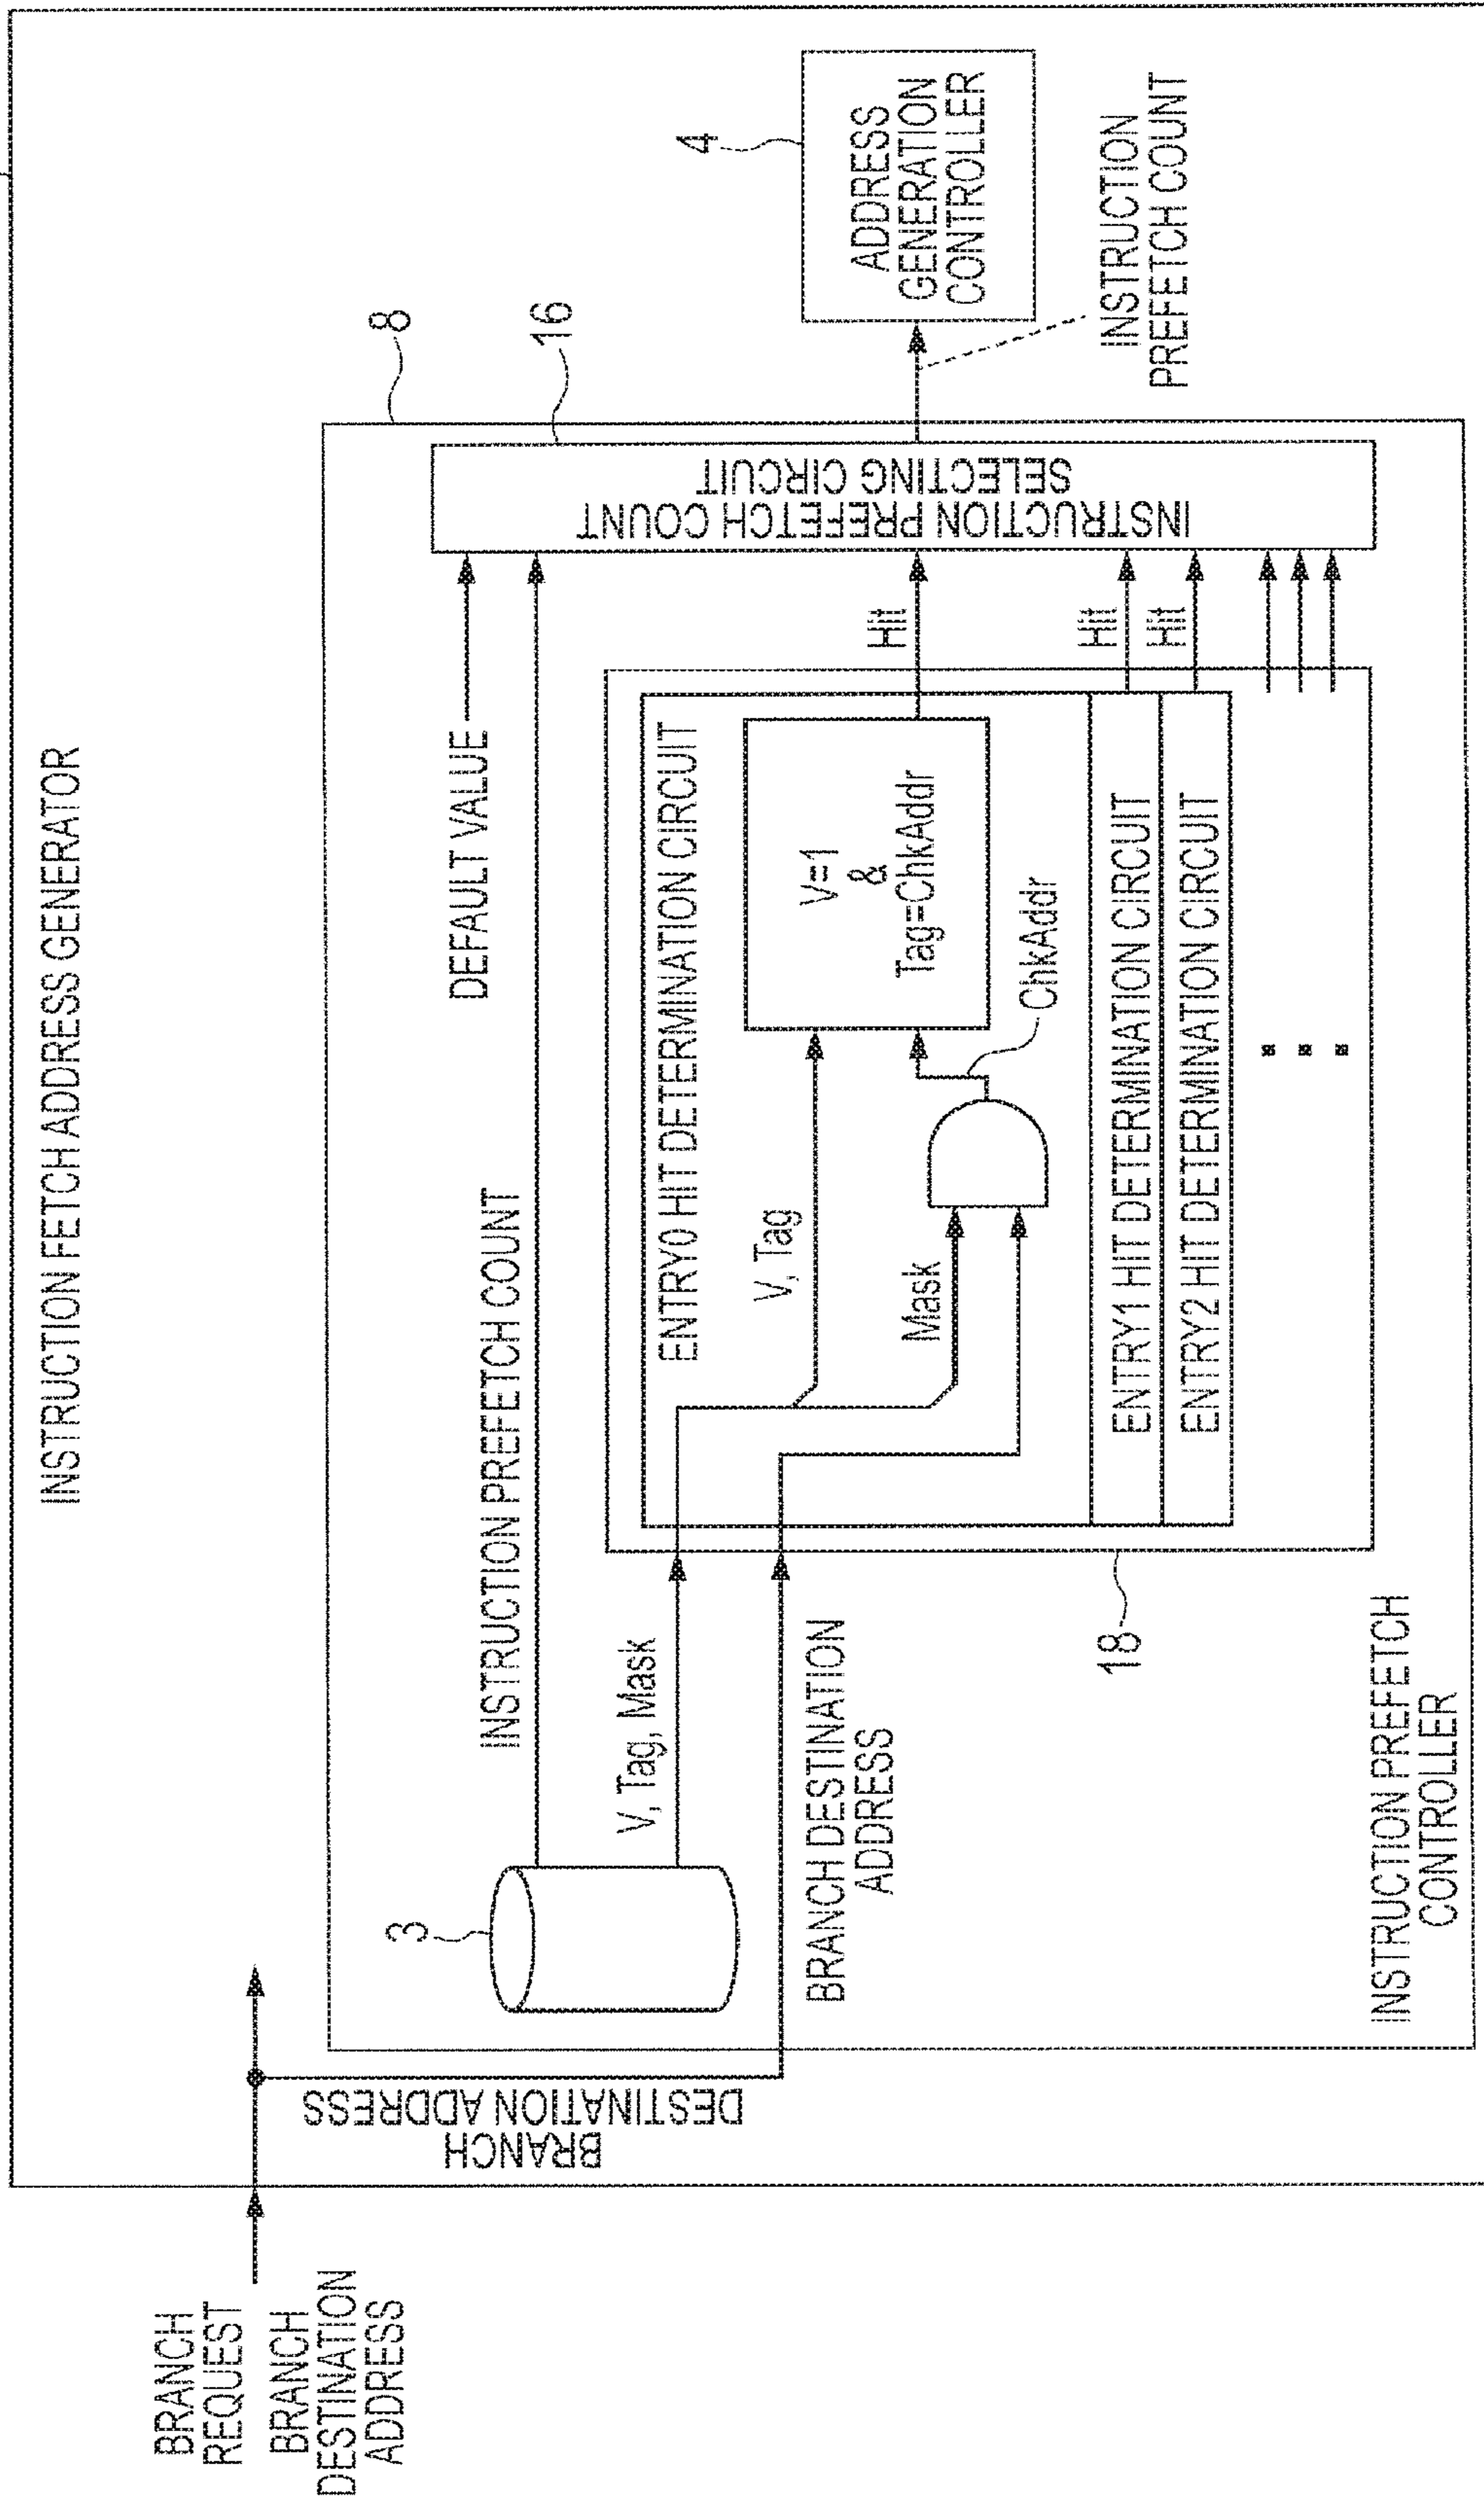 INSTRUCTION FETCH ADDRESS GENERATOR
BRANCH
REQUEST
BRANCH
DESTINATION
ADDRESS
BRANCH
DESTINATION ADDRESS
8
16
4
3
DEFAULT VALUE
INSTRUCTION PREFETCH COUNT
V, Tag, Mask
BRANCH DESTINATION
ADDRESS
ENTRY0 HIT DETERMINATION CIRCUIT
V, Tag
Mask
V=1
&
Tag=ChkAddr
ChkAddr
Hit
ENTRY1 HIT DETERMINATION CIRCUIT
Hit
ENTRY2 HIT DETERMINATION CIRCUIT
Hit
18
INSTRUCTION PREFETCH COUNT
SELECTING CIRCUIT
ADDRESS
GENERATION
CONTROLLER
INSTRUCTION
PREFETCH COUNT
INSTRUCTION PREFETCH
CONTROLLER